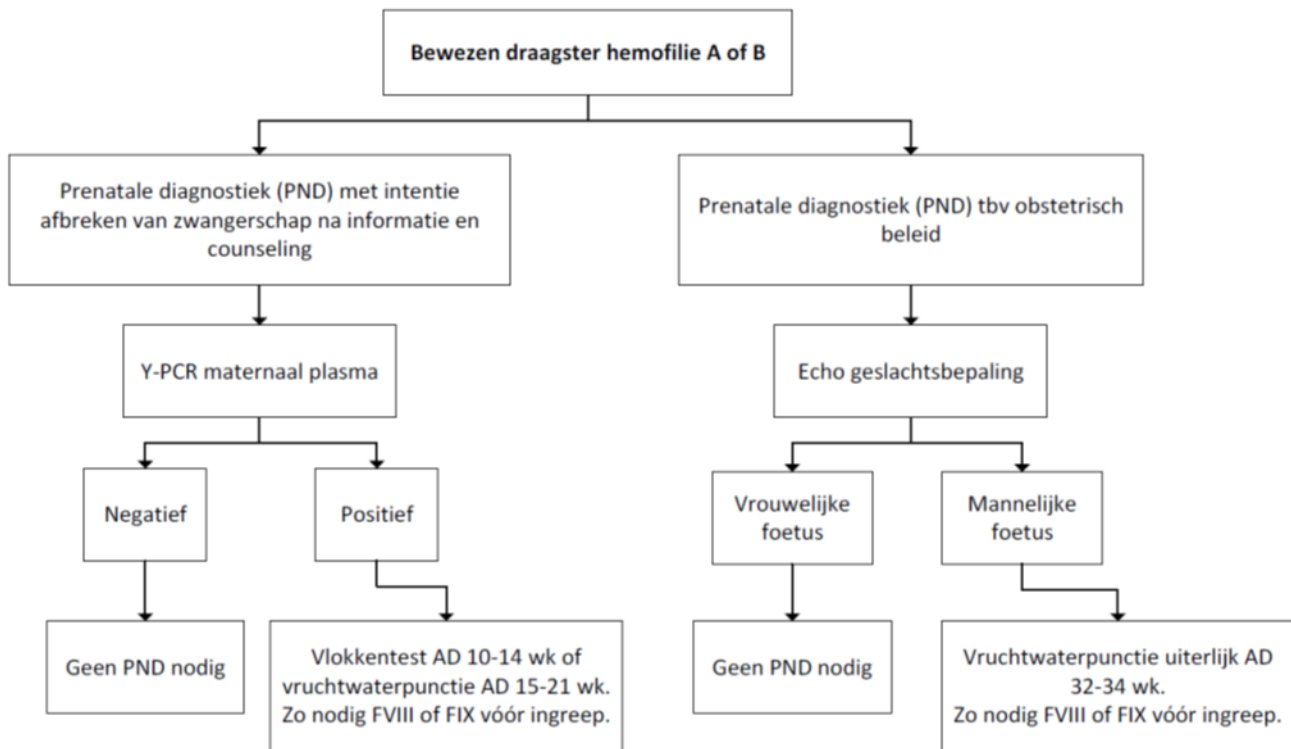 Bewezen draagster hemofilie A of B
Prenatale diagnostiek (PND) met intentie
afbreken van zwangerschap na informatie en
counseling
Prenatale diagnostiek (PND) tbv obstetrisch
beleid
Y-PCR maternaal plasma
Echo geslachtsbepaling
Negatief
Positief
Vrouwelijke
foetus
Mannelijke
foetus
Geen PND nodig
Vlokkentest AD 10-14 wk of
vruchtwaterpunctie AD 15-21 wk.
Zo nodig FVIII of FIX vóór ingreep.
Geen PND nodig
Vruchtwaterpunctie uiterlijk AD
32-34 wk.
Zo nodig FVIII of FIX vóór ingreep.